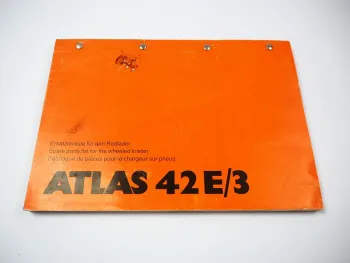 Ersatzteilliste für den Radlader
Spare parts list for the wheeled loader
Catalogue de pièces pour le chargeur sur pneus
ATLAS 42E/3